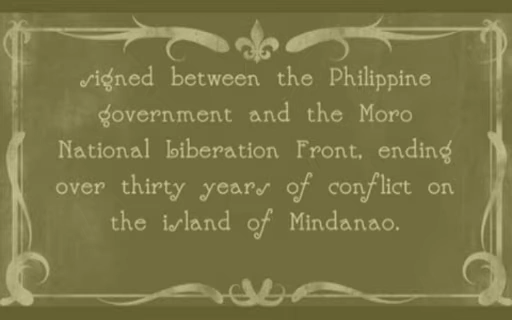 signed between the Philippine
government and the Moro
National Liberation Front, ending
over thirty years of conflict on
the island of Mindanao.